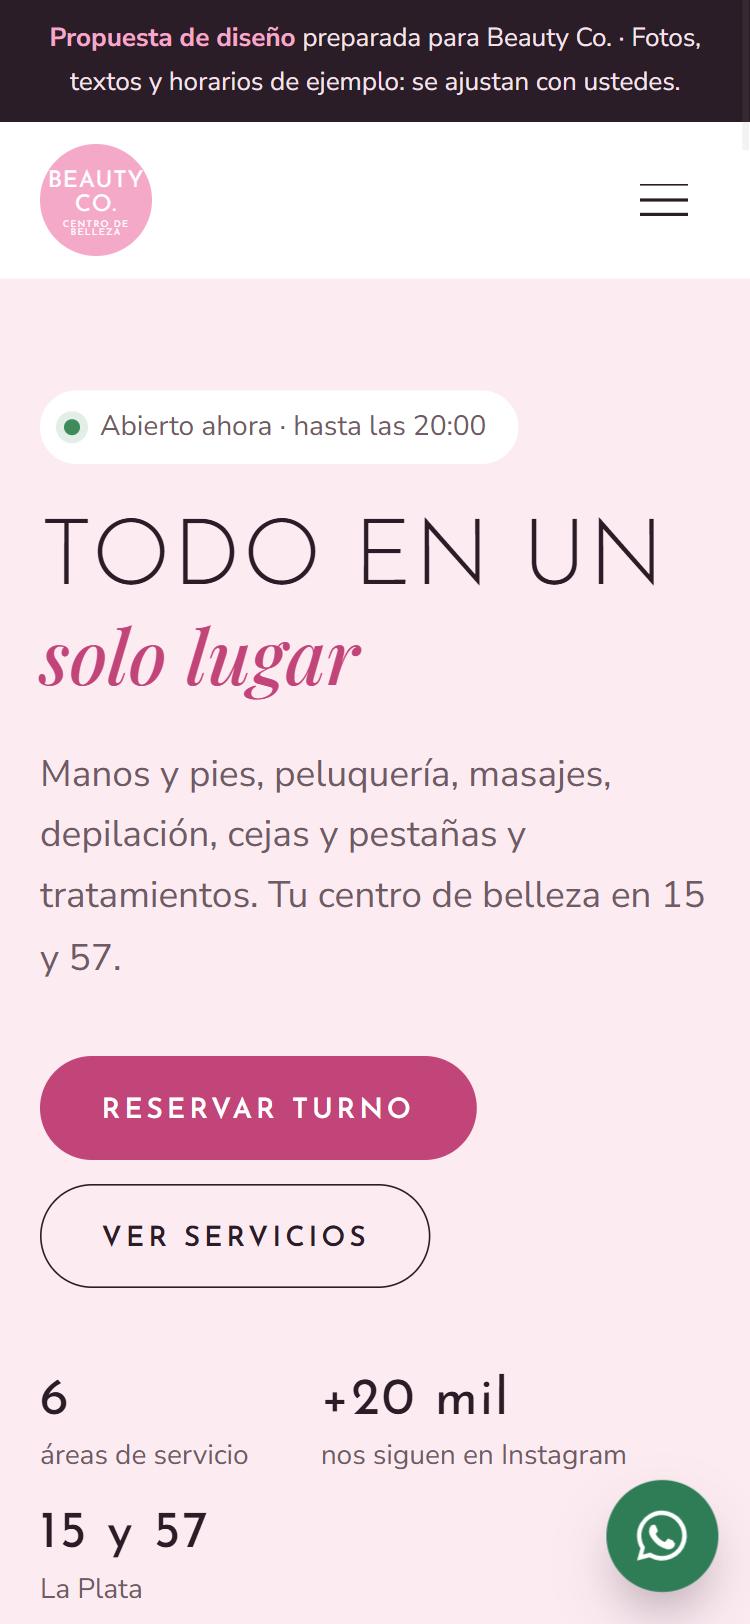 Propuesta de diseño preparada para Beauty Co. · Fotos,
textos y horarios de ejemplo: se ajustan con ustedes.
BEAUTY
CO.
CENTRO DE
BELLEZA
Abierto ahora · hasta las 20:00
TODO EN UN
solo lugar
Manos y pies, peluquería, masajes,
depilación, cejas y pestañas y
tratamientos. Tu centro de belleza en 15
y 57.
RESERVAR TURNO
VER SERVICIOS
6
áreas de servicio
+20 mil
nos siguen en Instagram
15 y 57
La Plata